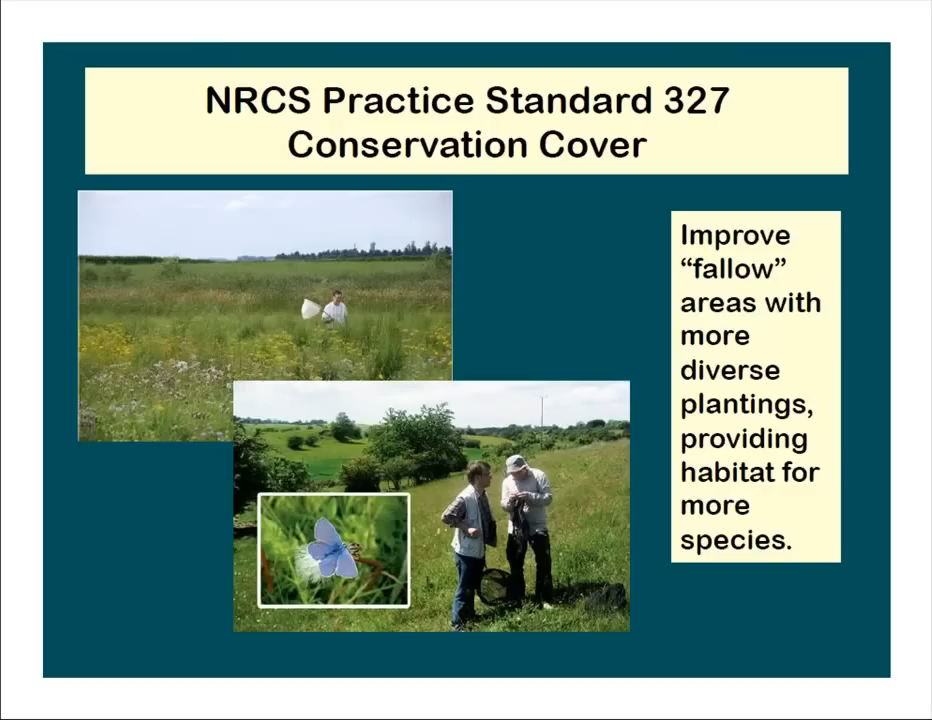 NRCS Practice Standard 327
Conservation Cover
Improve
“fallow”
areas with
more
diverse
plantings,
providing
habitat for
more
species.